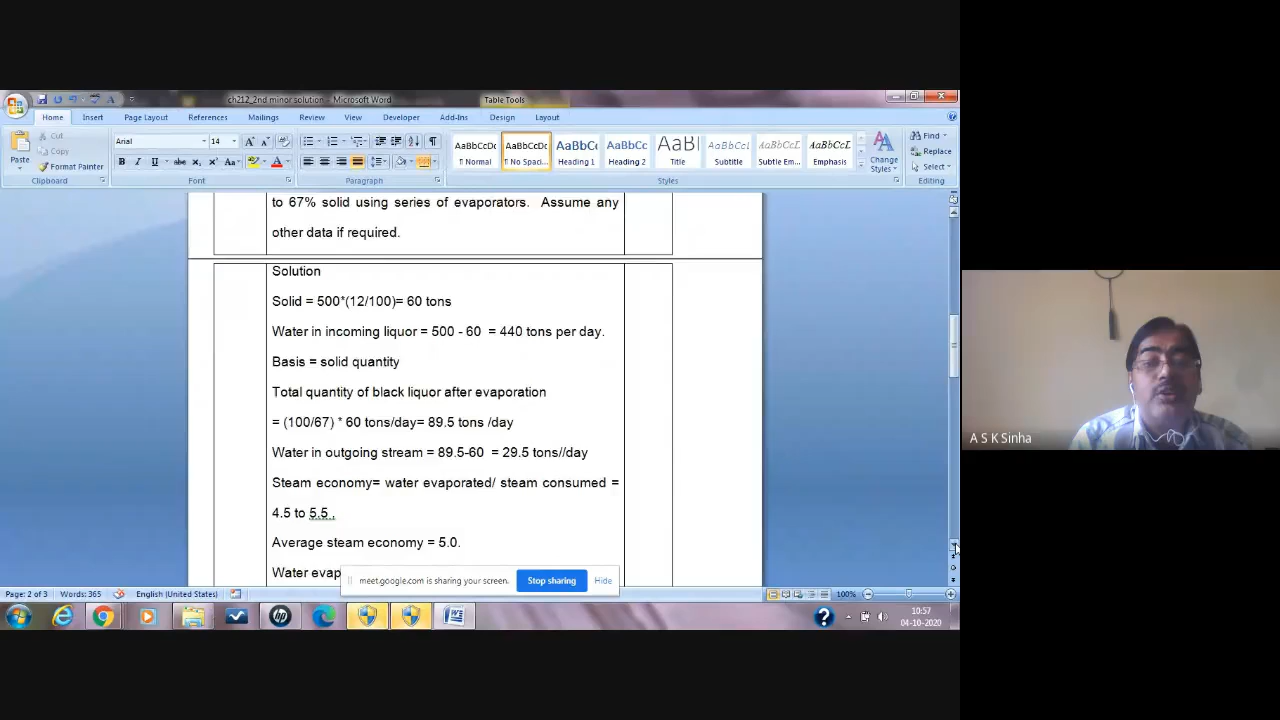 ch212_2nd minor solution - Microsoft Word
Table Tools
Home Insert Page Layout References Mailings Review View Developer Add-Ins Design Layout
Paste
Cut
Copy
Format Painter
Clipboard
Arial 14
Font
Paragraph
AaBbCcDc AaBbCcDc AaBbCc AaBbCc AaBl AaBbCcL AaBbCcDc AaBbCcL
¶ Normal ¶ No Spaci... Heading 1 Heading 2 Title Subtitle Subtle Em... Emphasis
Change Styles
Styles
Find
Replace
Select
Editing
to 67% solid using series of evaporators. Assume any
other data if required.
Solution
Solid = 500*(12/100)= 60 tons
Water in incoming liquor = 500 - 60 = 440 tons per day.
Basis = solid quantity
Total quantity of black liquor after evaporation
= (100/67) * 60 tons/day= 89.5 tons /day
Water in outgoing stream = 89.5-60 = 29.5 tons//day
Steam economy= water evaporated/ steam consumed =
4.5 to 5.5 .
Average steam economy = 5.0.
Water evap
meet.google.com is sharing your screen.
Stop sharing
Hide
A S K Sinha
Page: 2 of 3 Words: 365 English (United States) 100%
10:57
04-10-2020